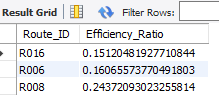 Result Grid Filter Rows:
Route_ID Efficiency_Ratio
R016 0.15120481927710844
R006 0.16065573770491803
R008 0.24372093023255814